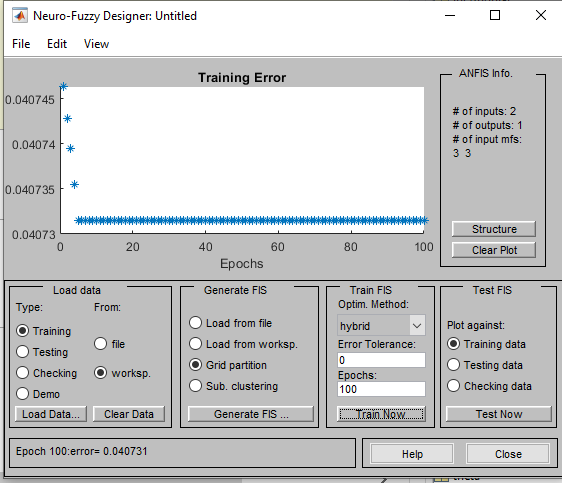 Neuro-Fuzzy Designer: Untitled
File Edit View
Training Error
0.040745
0.04074
0.040735
0.04073
0 20 40 60 80 100
Epochs
ANFIS Info.
# of inputs: 2
# of outputs: 1
# of input mfs:
3 3
Structure
Clear Plot
Load data
Type: From:
Training
Testing
Checking
Demo
file
worksp.
Load Data... Clear Data
Generate FIS
Load from file
Load from worksp.
Grid partition
Sub. clustering
Generate FIS ...
Train FIS
Optim. Method:
hybrid
Error Tolerance:
0
Epochs:
100
Train Now
Test FIS
Plot against:
Training data
Testing data
Checking data
Test Now
Epoch 100:error= 0.040731
Help Close